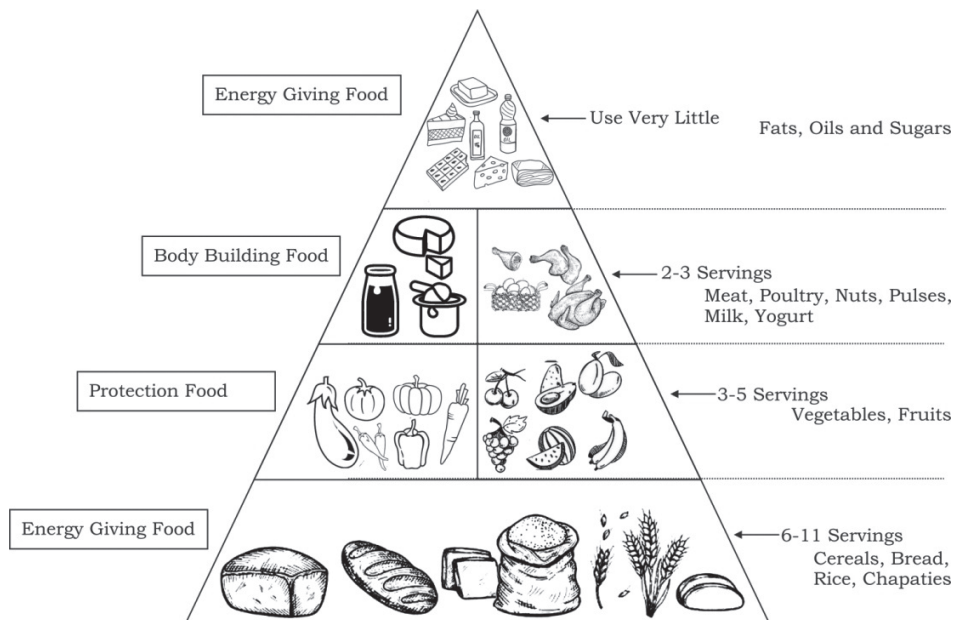 Energy Giving Food
Use Very Little
Fats, Oils and Sugars
Body Building Food
2-3 Servings
Meat, Poultry, Nuts, Pulses,
Milk, Yogurt
Protection Food
3-5 Servings
Vegetables, Fruits
Energy Giving Food
6-11 Servings
Cereals, Bread,
Rice, Chapaties